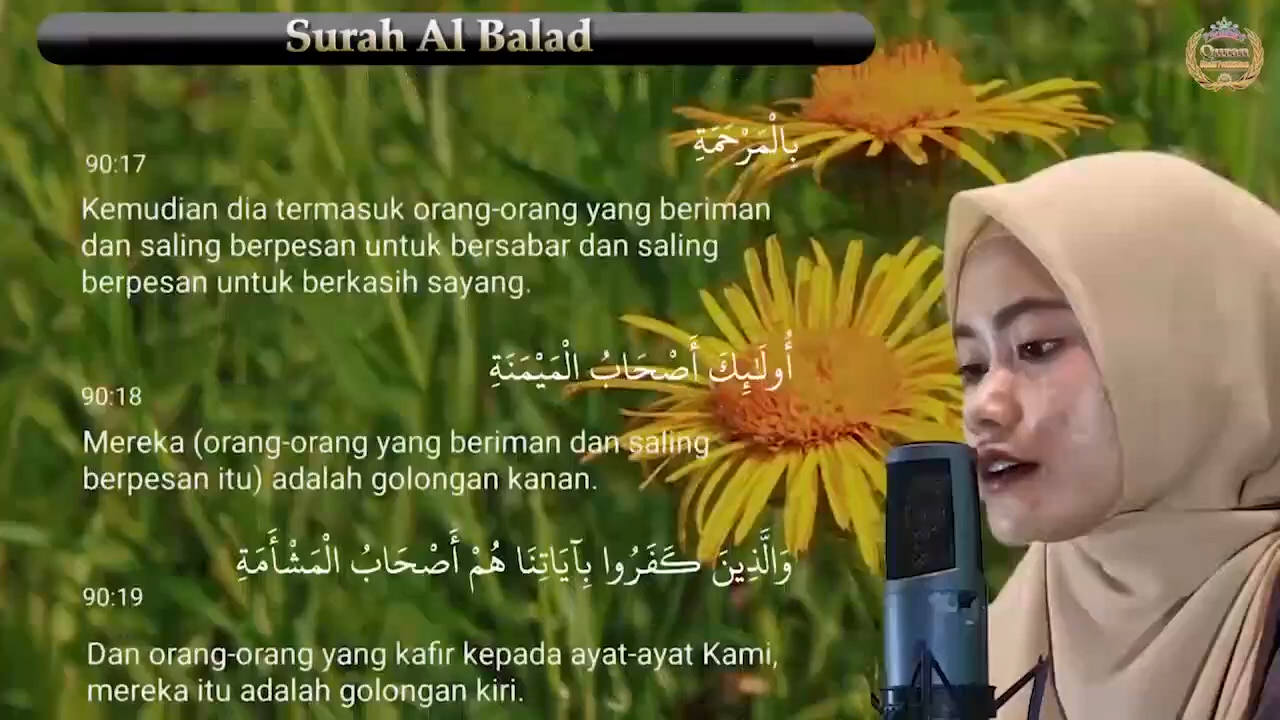 Surah Al Balad
بِالْمَرْحَمَةِ
90:17
Kemudian dia termasuk orang-orang yang beriman
dan saling berpesan untuk bersabar dan saling
berpesan untuk berkasih sayang.
أُولَٰئِكَ أَصْحَابُ الْمَيْمَنَةِ
90:18
Mereka (orang-orang yang beriman dan saling
berpesan itu) adalah golongan kanan.
وَالَّذِينَ كَفَرُوا بِآيَاتِنَا هُمْ أَصْحَابُ الْمَشْأَمَةِ
90:19
Dan orang-orang yang kafir kepada ayat-ayat Kami,
mereka itu adalah golongan kiri.